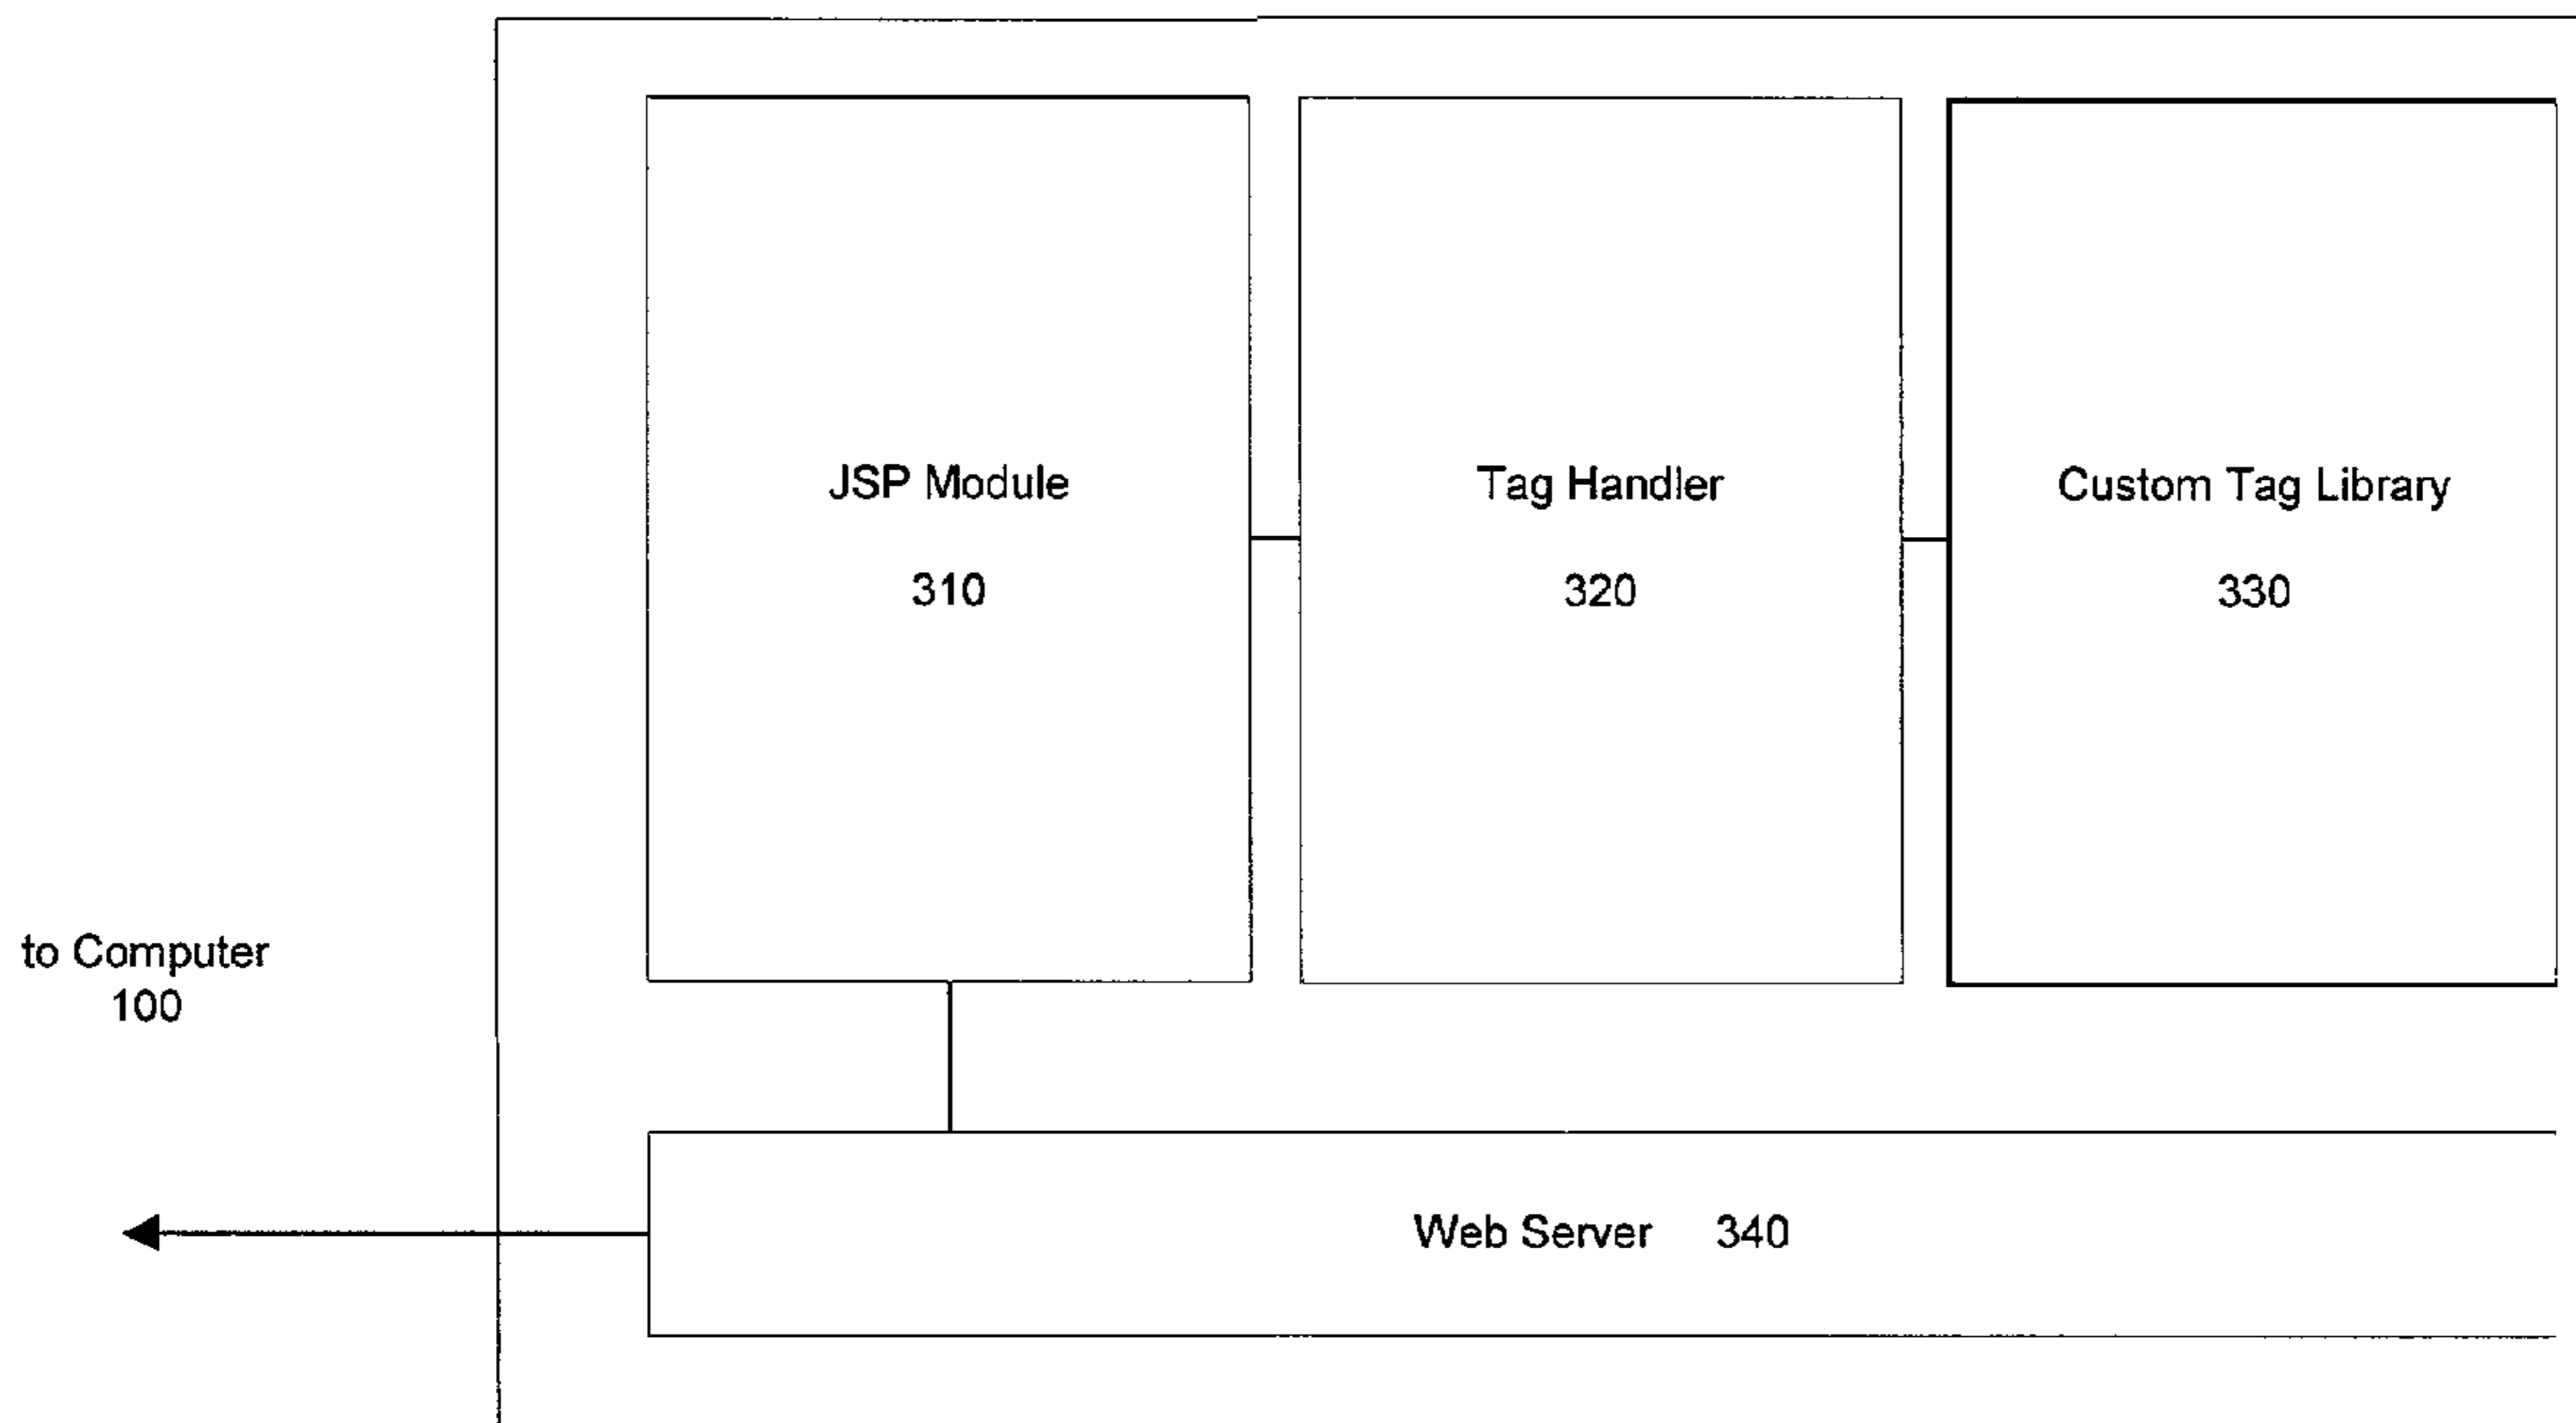 JSP Module
310
Tag Handler
320
Custom Tag Library
330
to Computer
100
Web Server 340